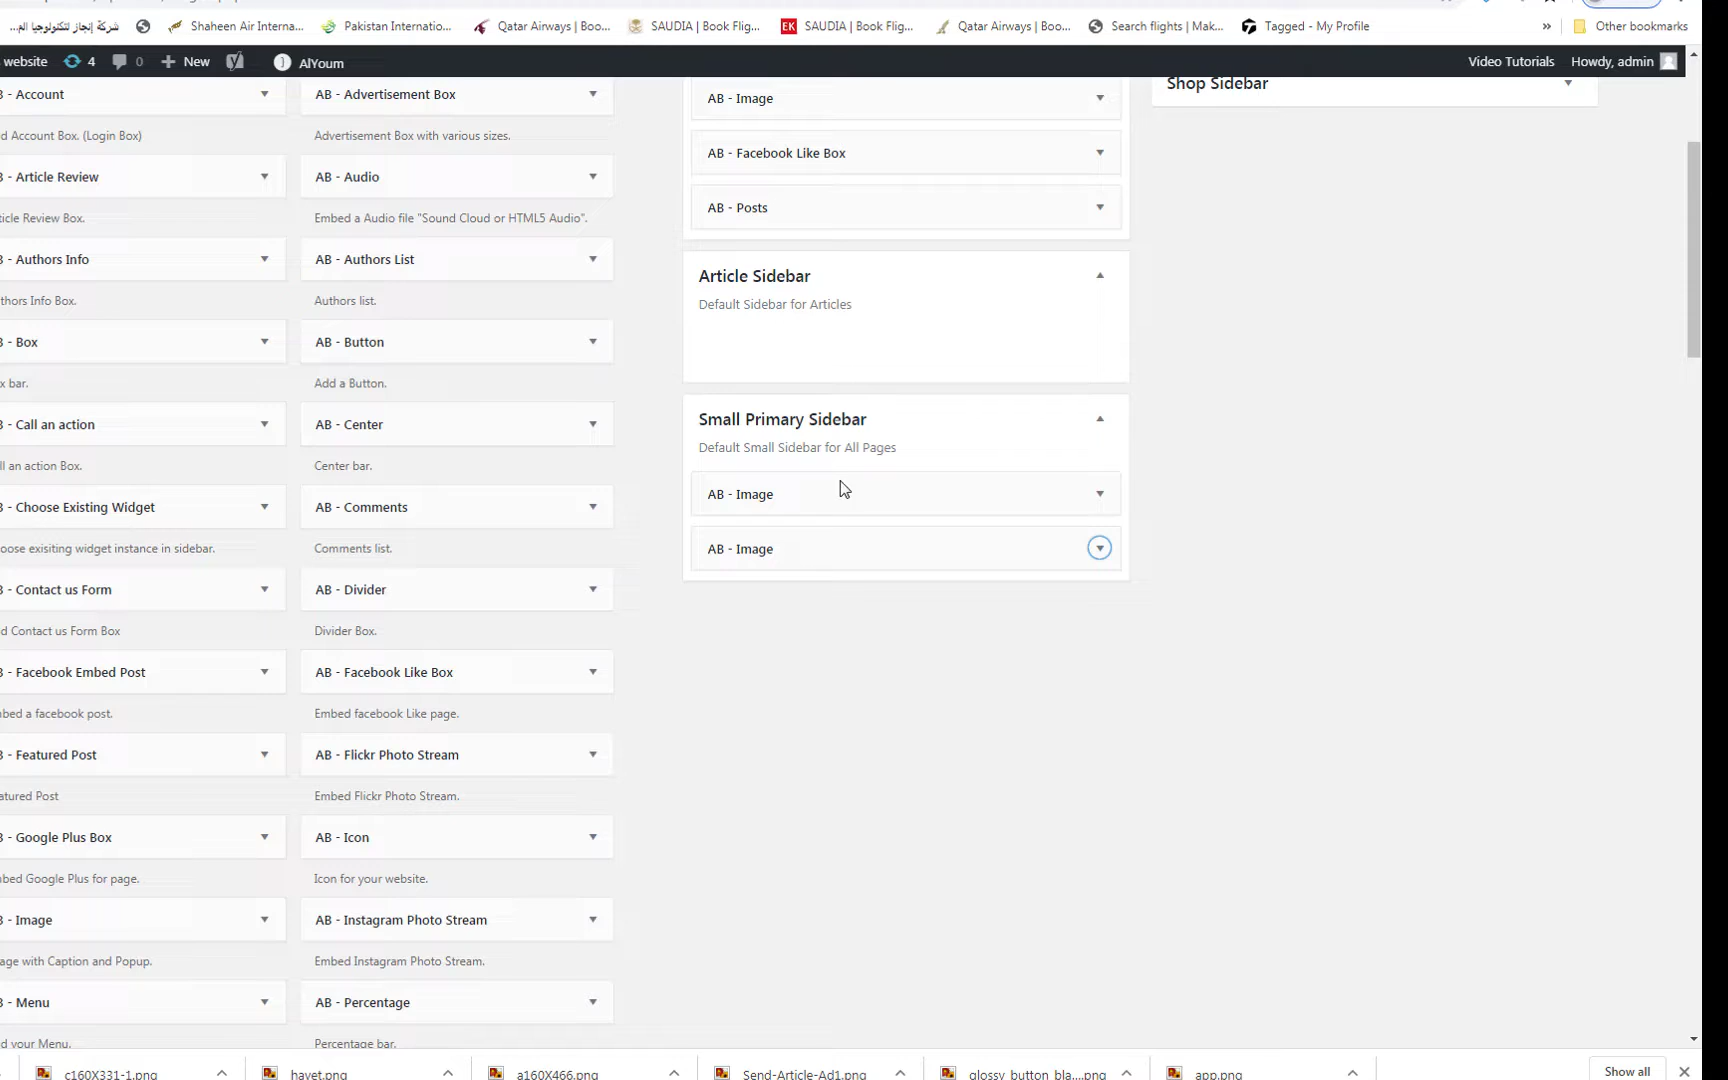 شركة إنجاز لتكنولوجيا الم... Shaheen Air Interna... Pakistan Internatio... Qatar Airways | Boo... SAUDIA | Book Flig... EK SAUDIA | Book Flig... Qatar Airways | Boo... Search flights | Mak... Tagged - My Profile » Other bookmarks
website 4 0 + New AlYoum Video Tutorials Howdy, admin
- Account
AB - Advertisement Box
d Account Box. (Login Box)
Advertisement Box with various sizes.
- Article Review
AB - Audio
ticle Review Box.
Embed a Audio file "Sound Cloud or HTML5 Audio".
- Authors Info
AB - Authors List
thors Info Box.
Authors list.
- Box
AB - Button
x bar.
Add a Button.
- Call an action
AB - Center
ll an action Box.
Center bar.
- Choose Existing Widget
AB - Comments
oose exisiting widget instance in sidebar.
Comments list.
- Contact us Form
AB - Divider
d Contact us Form Box
Divider Box.
- Facebook Embed Post
AB - Facebook Like Box
bed a facebook post.
Embed facebook Like page.
- Featured Post
AB - Flickr Photo Stream
atured Post
Embed Flickr Photo Stream.
- Google Plus Box
AB - Icon
bed Google Plus for page.
Icon for your website.
- Image
AB - Instagram Photo Stream
age with Caption and Popup.
Embed Instagram Photo Stream.
- Menu
AB - Percentage
d your Menu.
Percentage bar.
AB - Image
AB - Facebook Like Box
AB - Posts
Article Sidebar
Default Sidebar for Articles
Small Primary Sidebar
Default Small Sidebar for All Pages
AB - Image
AB - Image
Shop Sidebar
c160X331-1.png havet.png a160X466.png Send-Article-Ad1.png glossy_button_bla....png app.png Show all